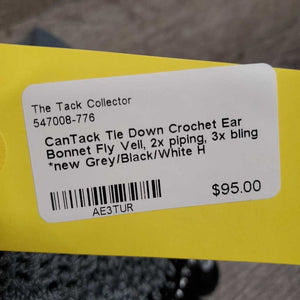 The Tack Collector
547008-776
CanTack Tie Down Crochet Ear
Bonnet Fly Veil, 2x piping, 3x bling
*new Grey/Black/White H
$95.00
AE3TUR